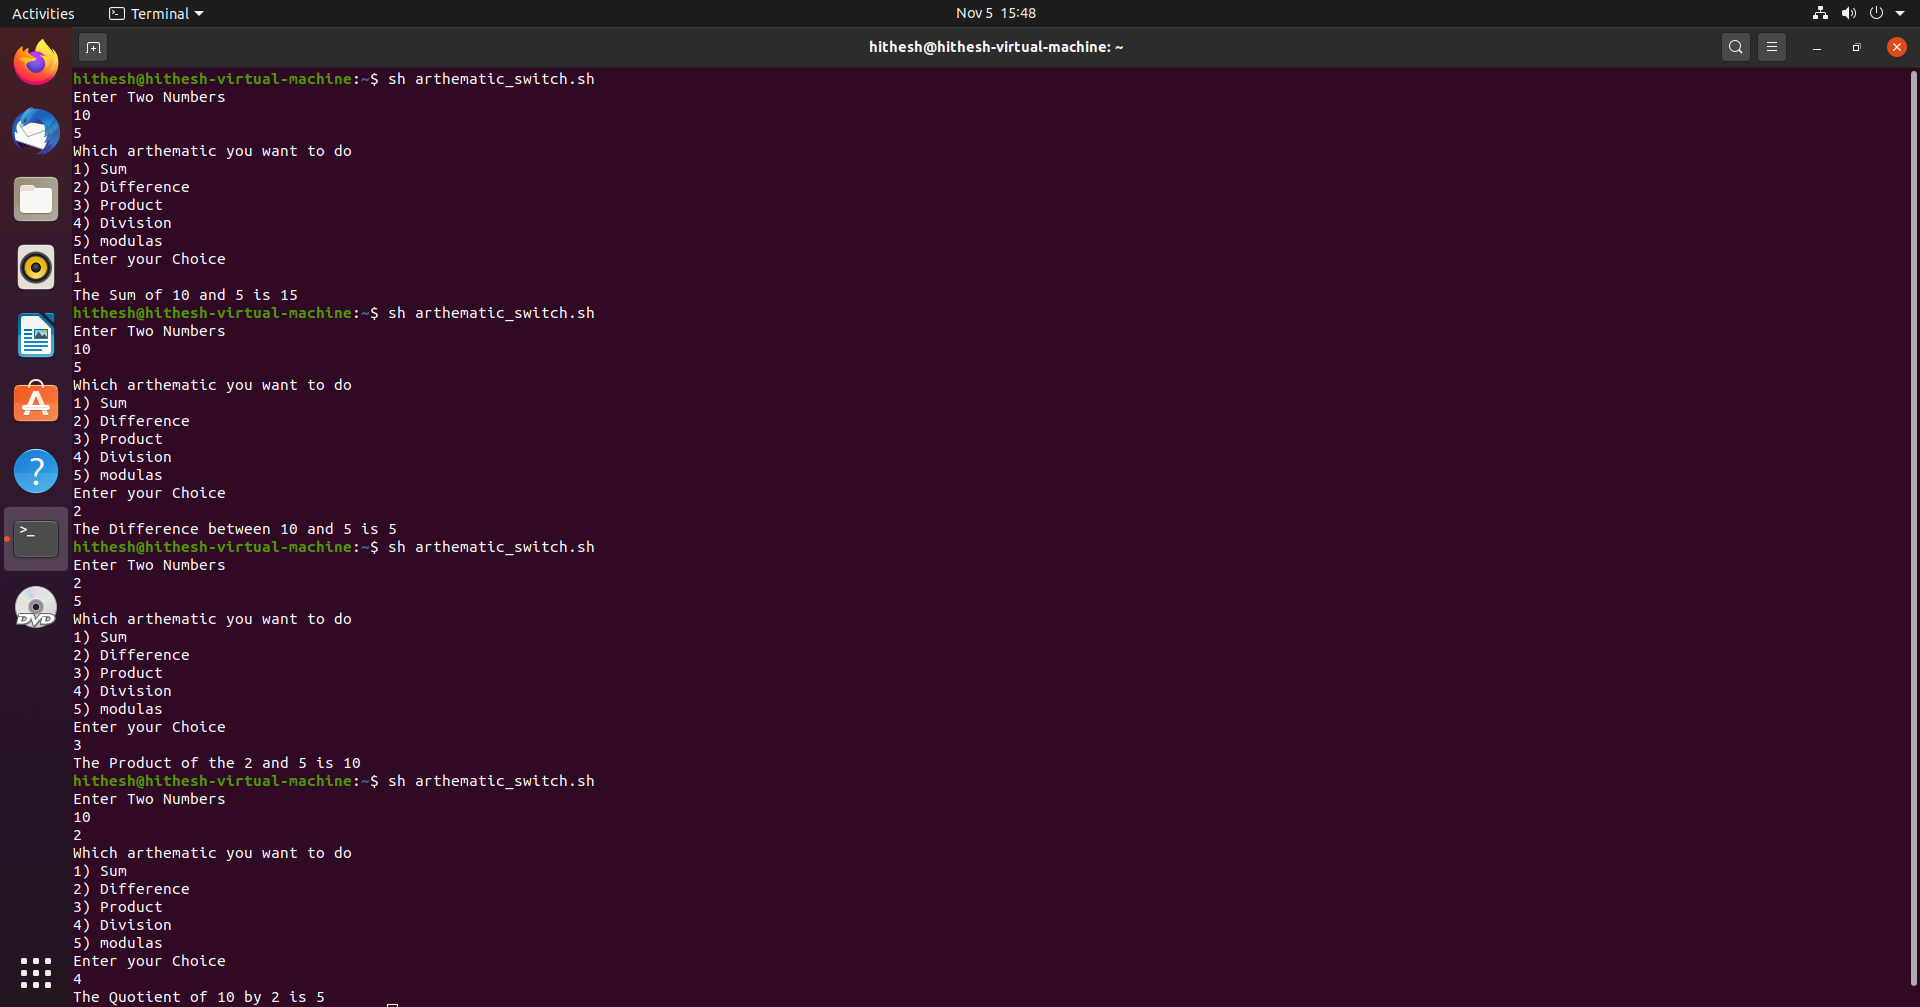 Activities
Terminal
Nov 5 15:48
hithesh@hithesh-virtual-machine: ~
hithesh@hithesh-virtual-machine:~$ sh arthematic_switch.sh
Enter Two Numbers
10
5
Which arthematic you want to do
1) Sum
2) Difference
3) Product
4) Division
5) modulas
Enter your Choice
1
The Sum of 10 and 5 is 15
hithesh@hithesh-virtual-machine:~$ sh arthematic_switch.sh
Enter Two Numbers
10
5
Which arthematic you want to do
1) Sum
2) Difference
3) Product
4) Division
5) modulas
Enter your Choice
2
The Difference between 10 and 5 is 5
hithesh@hithesh-virtual-machine:~$ sh arthematic_switch.sh
Enter Two Numbers
2
5
Which arthematic you want to do
1) Sum
2) Difference
3) Product
4) Division
5) modulas
Enter your Choice
3
The Product of the 2 and 5 is 10
hithesh@hithesh-virtual-machine:~$ sh arthematic_switch.sh
Enter Two Numbers
10
2
Which arthematic you want to do
1) Sum
2) Difference
3) Product
4) Division
5) modulas
Enter your Choice
4
The Quotient of 10 by 2 is 5
>_
DVD